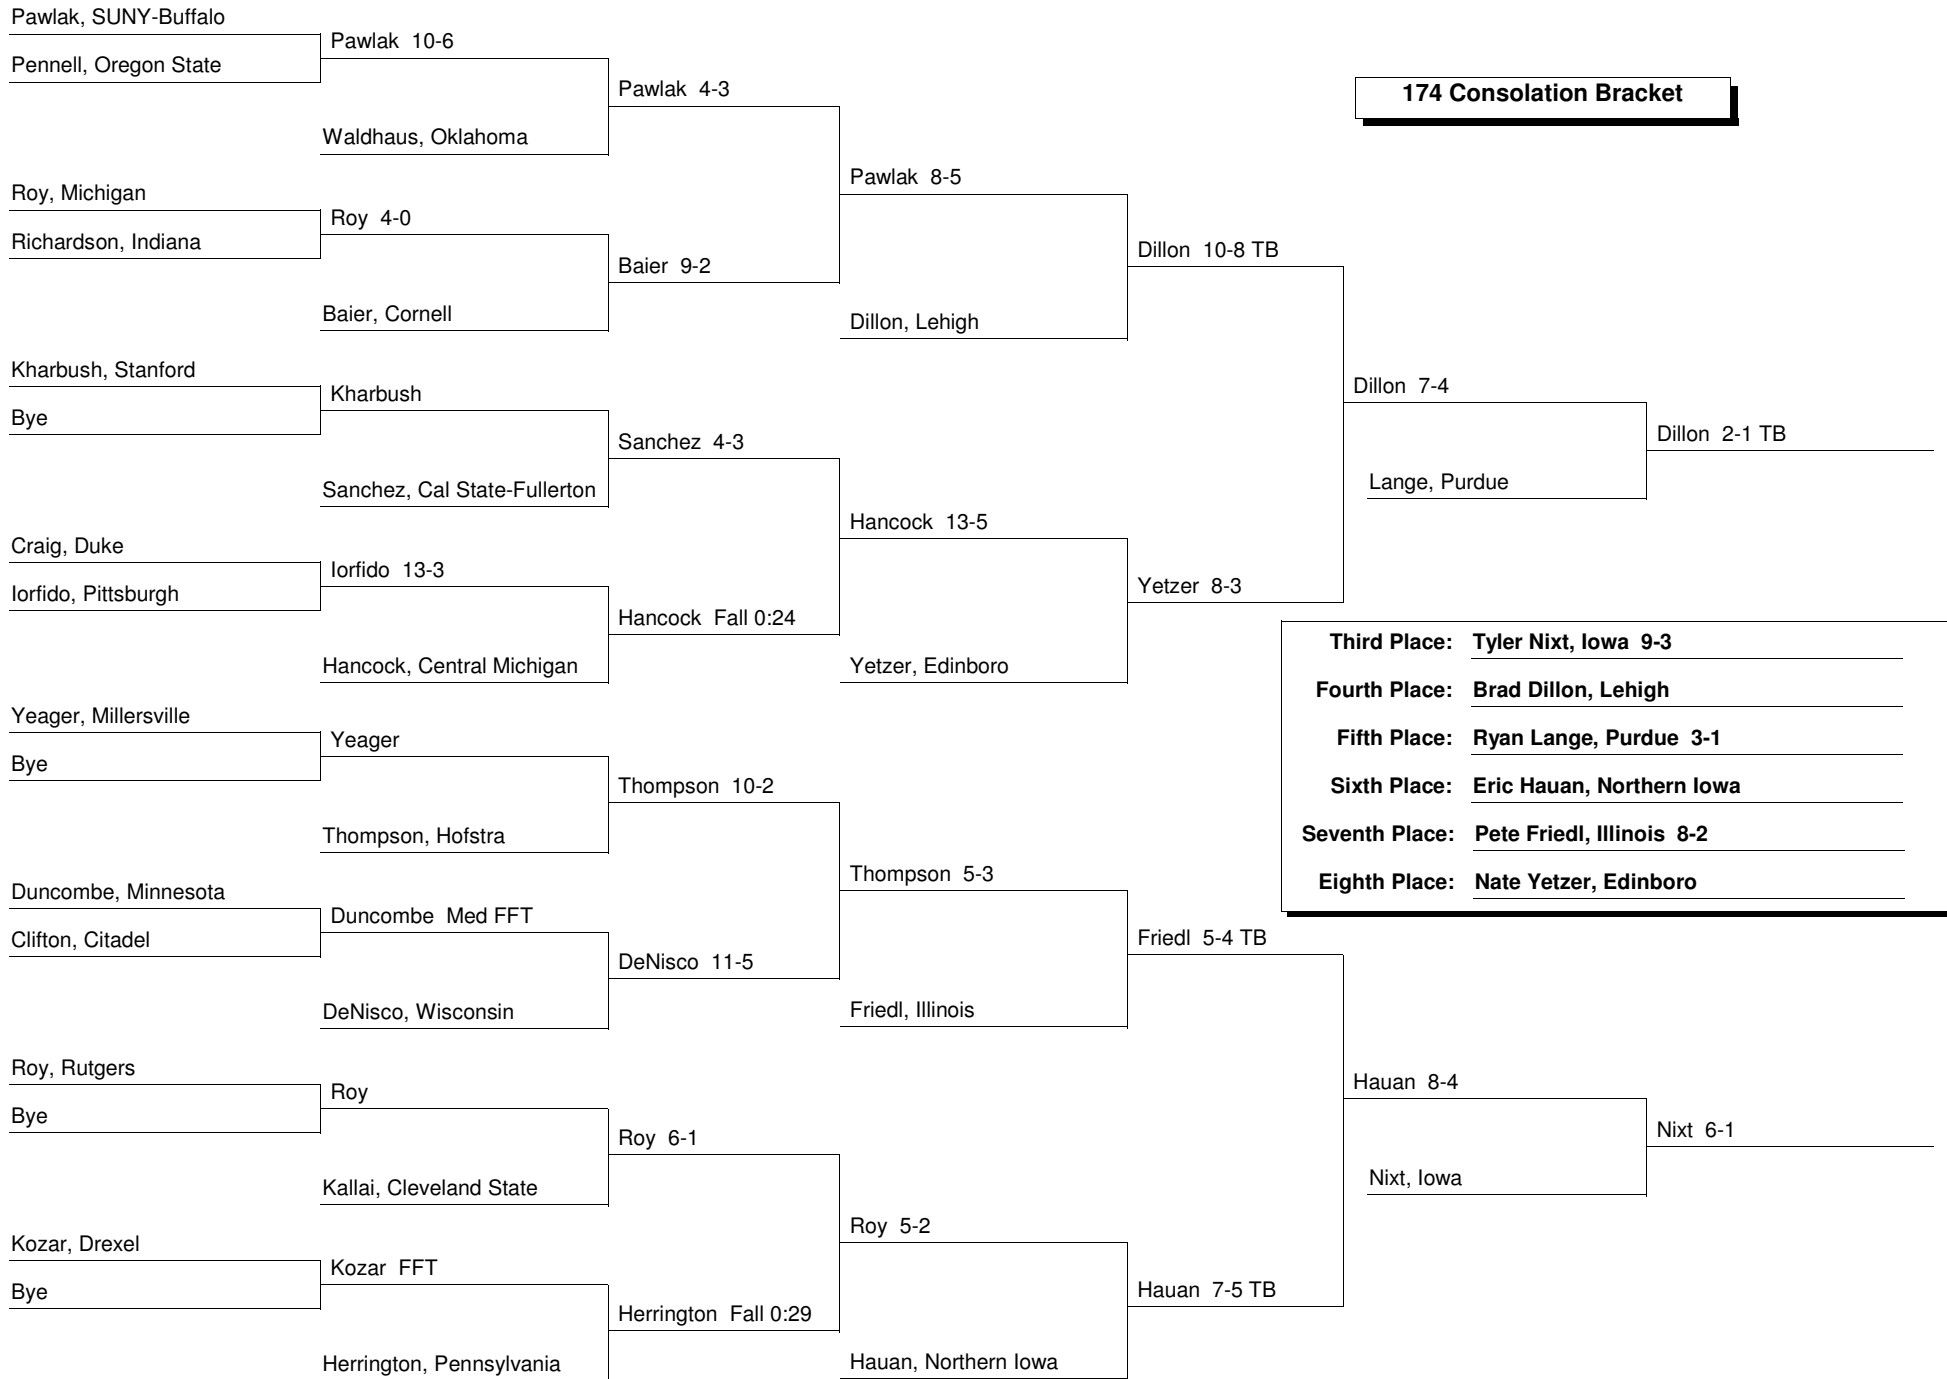 Pawlak, SUNY-Buffalo
Pawlak  10-6
Pennell, Oregon State
Pawlak  4-3
174 Consolation Bracket
Waldhaus, Oklahoma
Pawlak  8-5
Roy, Michigan
Roy  4-0
Richardson, Indiana
Dillon  10-8 TB
Baier  9-2
Baier, Cornell
Dillon, Lehigh
Kharbush, Stanford
Dillon  7-4
Kharbush
Bye
Dillon  2-1 TB
Sanchez  4-3
Lange, Purdue
Sanchez, Cal State-Fullerton
Hancock  13-5
Craig, Duke
Iorfido  13-3
Yetzer  8-3
Iorfido, Pittsburgh
Hancock  Fall 0:24
Third Place: Tyler Nixt, Iowa  9-3
Hancock, Central Michigan
Yetzer, Edinboro
Fourth Place: Brad Dillon, Lehigh
Yeager, Millersville
Yeager
Fifth Place: Ryan Lange, Purdue  3-1
Bye
Thompson  10-2
Sixth Place: Eric Hauan, Northern Iowa
Thompson, Hofstra
Seventh Place: Pete Friedl, Illinois  8-2
Thompson  5-3
Eighth Place: Nate Yetzer, Edinboro
Duncombe, Minnesota
Duncombe  Med FFT
Clifton, Citadel
Friedl  5-4 TB
DeNisco  11-5
DeNisco, Wisconsin
Friedl, Illinois
Roy, Rutgers
Hauan  8-4
Roy
Bye
Nixt  6-1
Roy  6-1
Nixt, Iowa
Kallai, Cleveland State
Roy  5-2
Kozar, Drexel
Kozar  FFT
Bye
Hauan  7-5 TB
Herrington  Fall 0:29
Herrington, Pennsylvania
Hauan, Northern Iowa